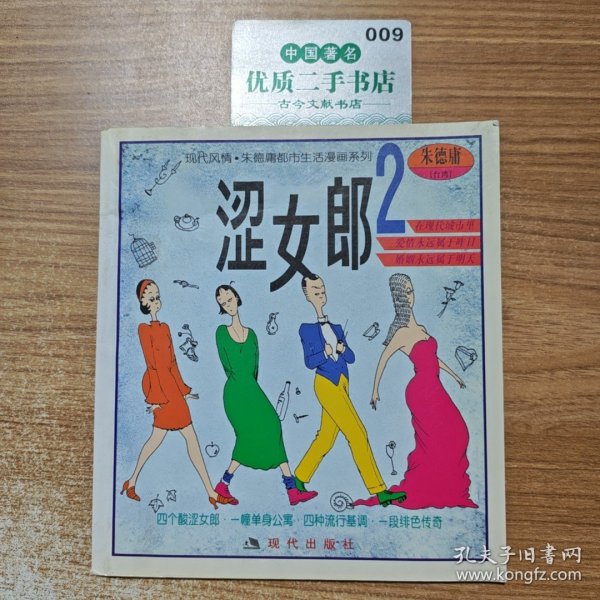 009
中国著名
优质二手书店
古今文献书店
现代风情·朱德庸都市生活漫画系列
朱德庸
[台湾]
涩女郎2
在现代城市里
爱情永远属于昨日
婚姻永远属于明天
四个酸涩女郎·一幢单身公寓·四种流行基调·一段绯色传奇
现代出版社
孔夫子旧书网
www.kongfz.com